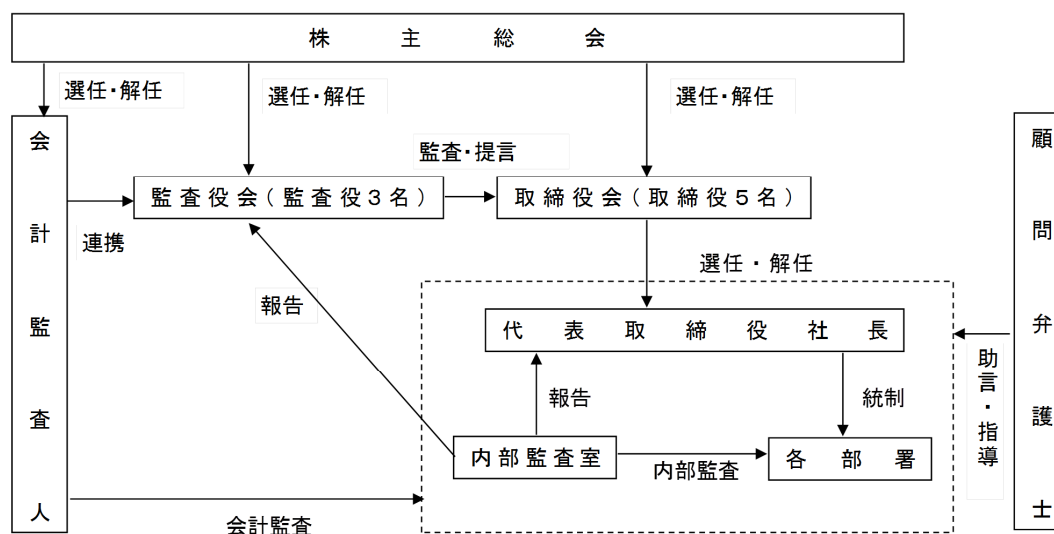 株主総会
選任・解任
選任・解任
選任・解任
会計監査人
顧問弁護士
監査・提言
監査役会(監査役3名)
取締役会(取締役5名)
連携
選任・解任
報告
代表取締役社長
助言・指導
報告
統制
内部監査室
各部署
内部監査
会計監査